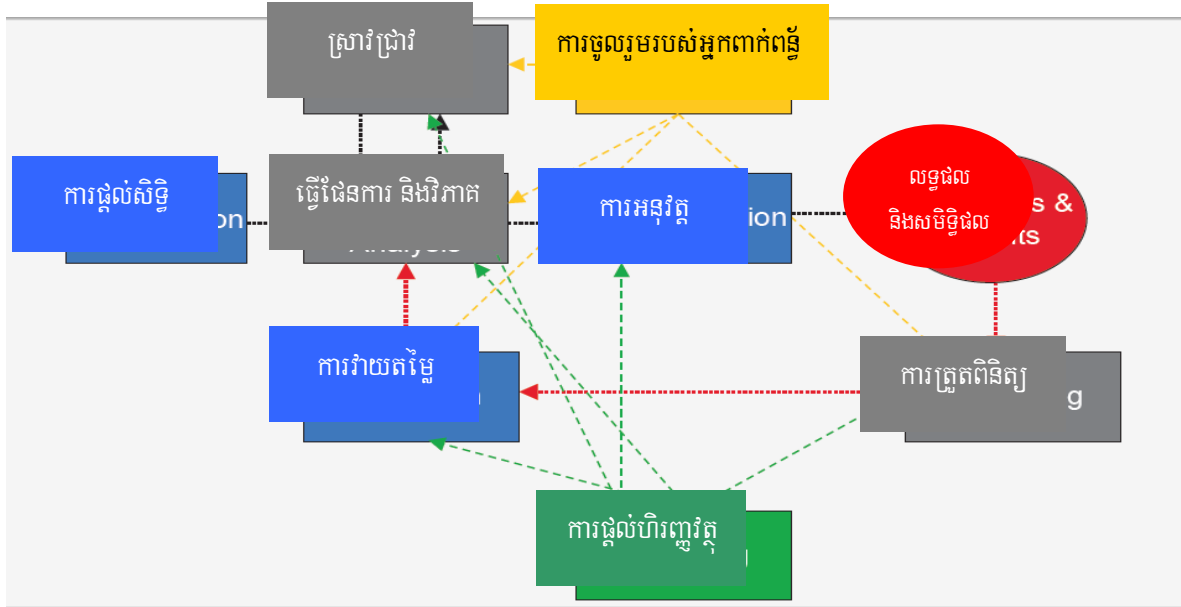 ស្រាវជ្រាវ
ការចូលរួមរបស់អ្នកពាក់ពន្ធ័
ការផ្តល់សិទ្ធិ
on
ធ្វើផែនការ និងវិភាគ
Analysis
ការអនុវត្ត
ion
លទ្ធផល
និងសមិទ្ធិផល
s &
ts
ការវាយតម្លៃ
ការត្រួតពិនិត្យ
g
ការផ្តល់ហិរញ្ញវត្ថុ